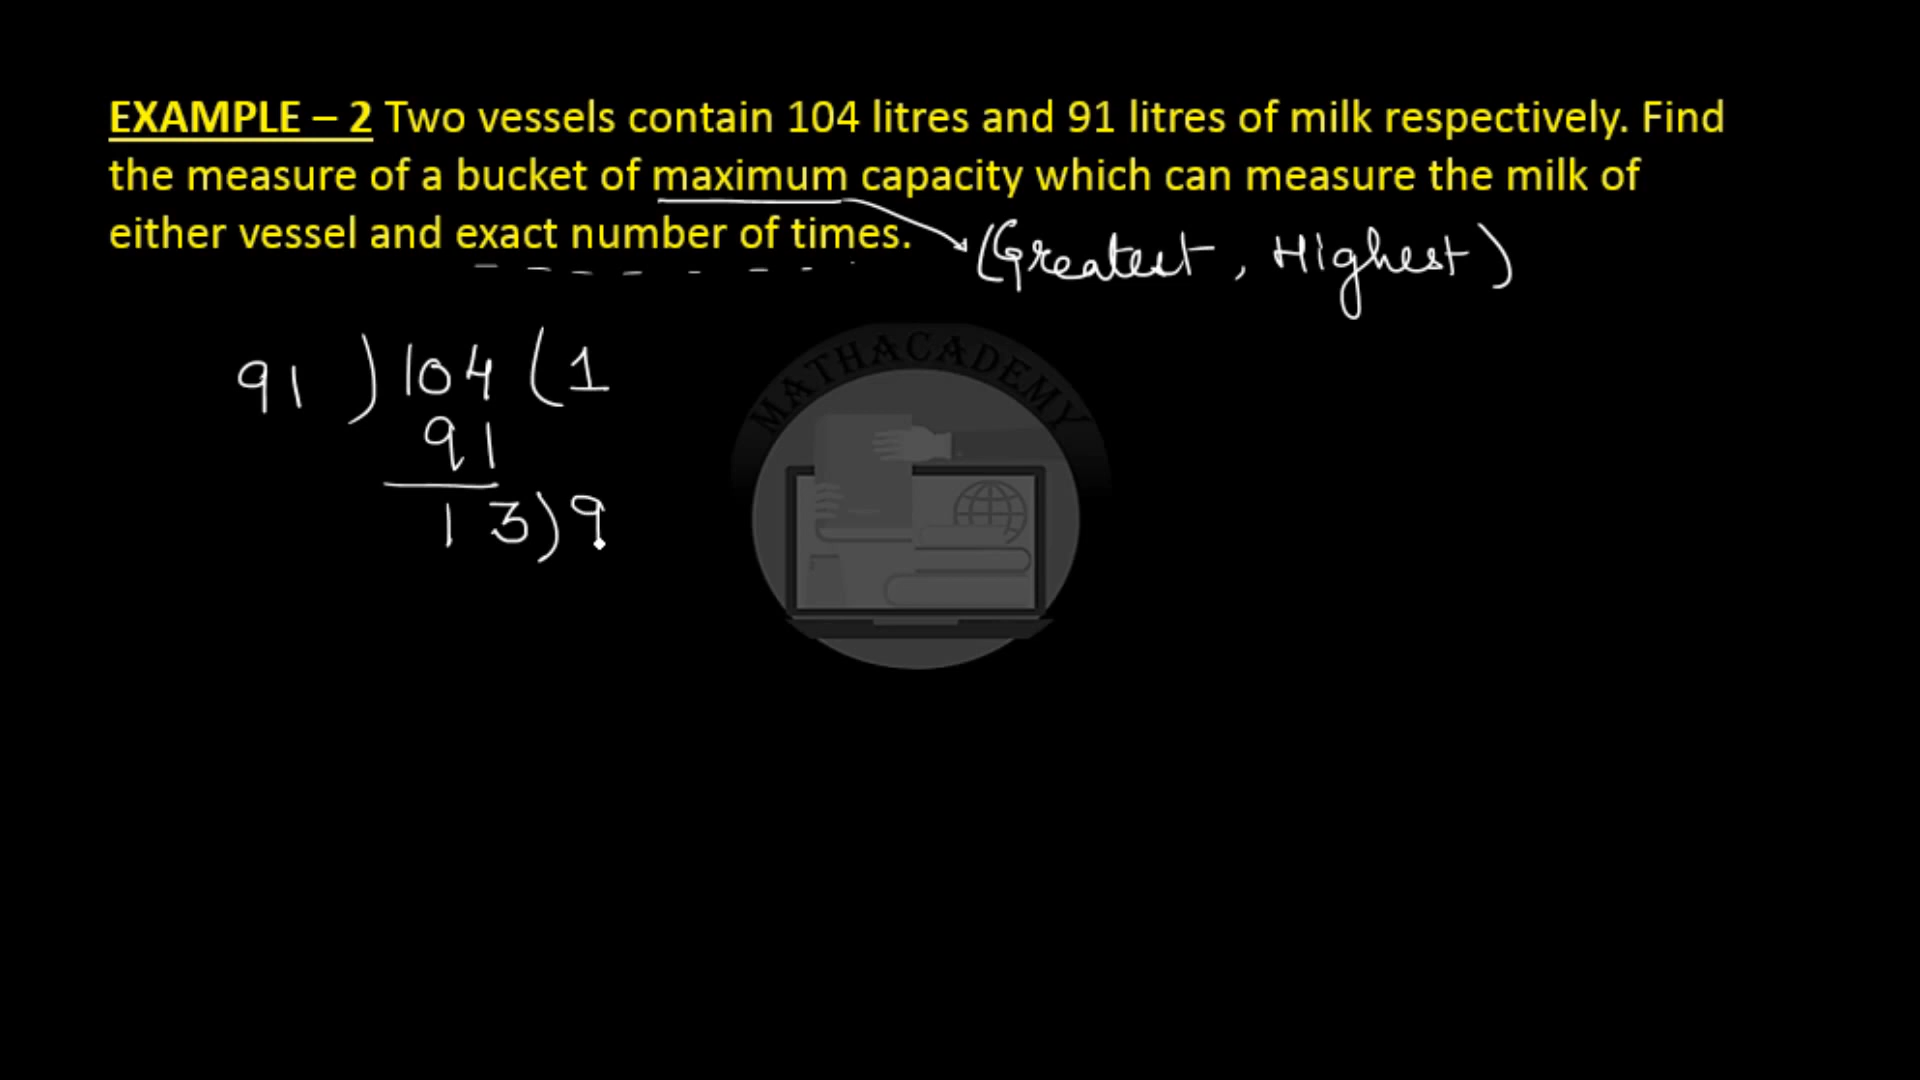 EXAMPLE – 2 Two vessels contain 104 litres and 91 litres of milk respectively. Find
the measure of a bucket of maximum capacity which can measure the milk of
either vessel and exact number of times.
(Greatest, Highest)
91 ) 104 ( 1
91
13 ) 9
MATHACADEMY